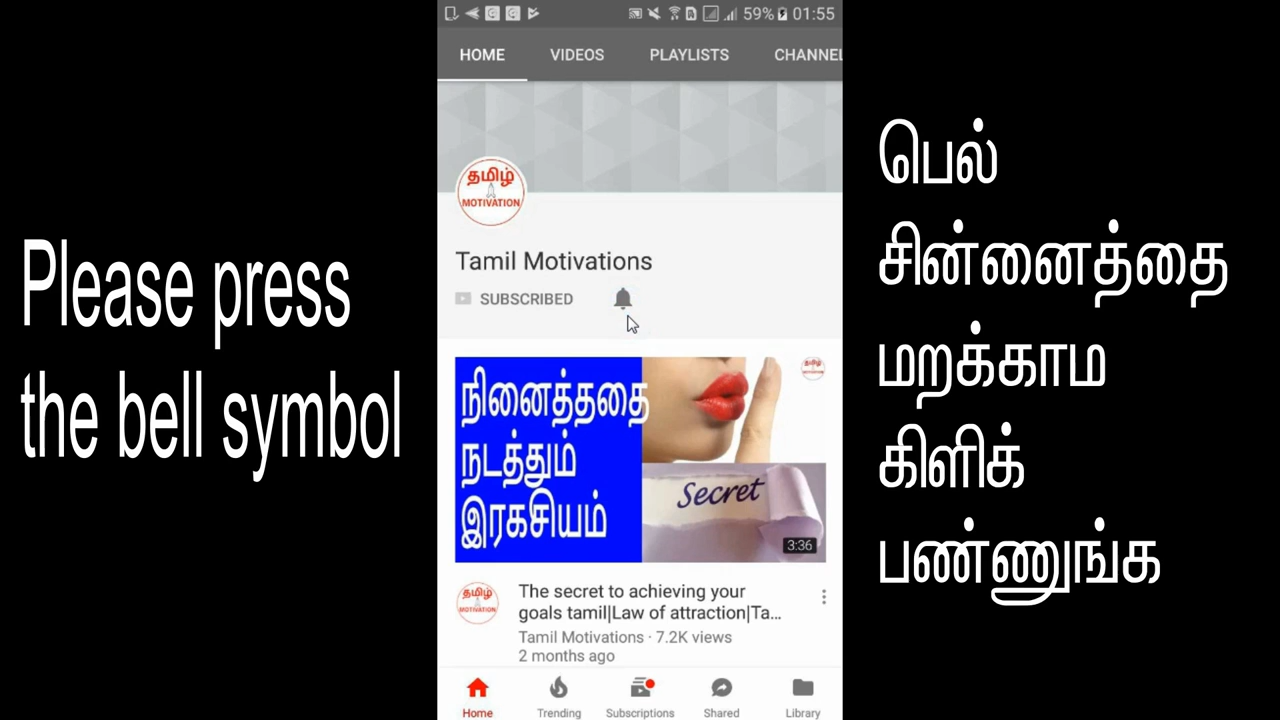 Please press
the bell symbol
59% 01:55
HOME VIDEOS PLAYLISTS CHANNEL
தமிழ்
MOTIVATION
Tamil Motivations
SUBSCRIBED
நினைத்ததை
நடத்தும்
இரகசியம்
தமிழ்
MOTIVATION
Secret
3:36
தமிழ்
MOTIVATION
The secret to achieving your
goals tamil|Law of attraction|Ta...
Tamil Motivations · 7.2K views
2 months ago
Home Trending Subscriptions Shared Library
பெல்
சின்னைத்தை
மறக்காம
கிளிக்
பண்ணுங்க